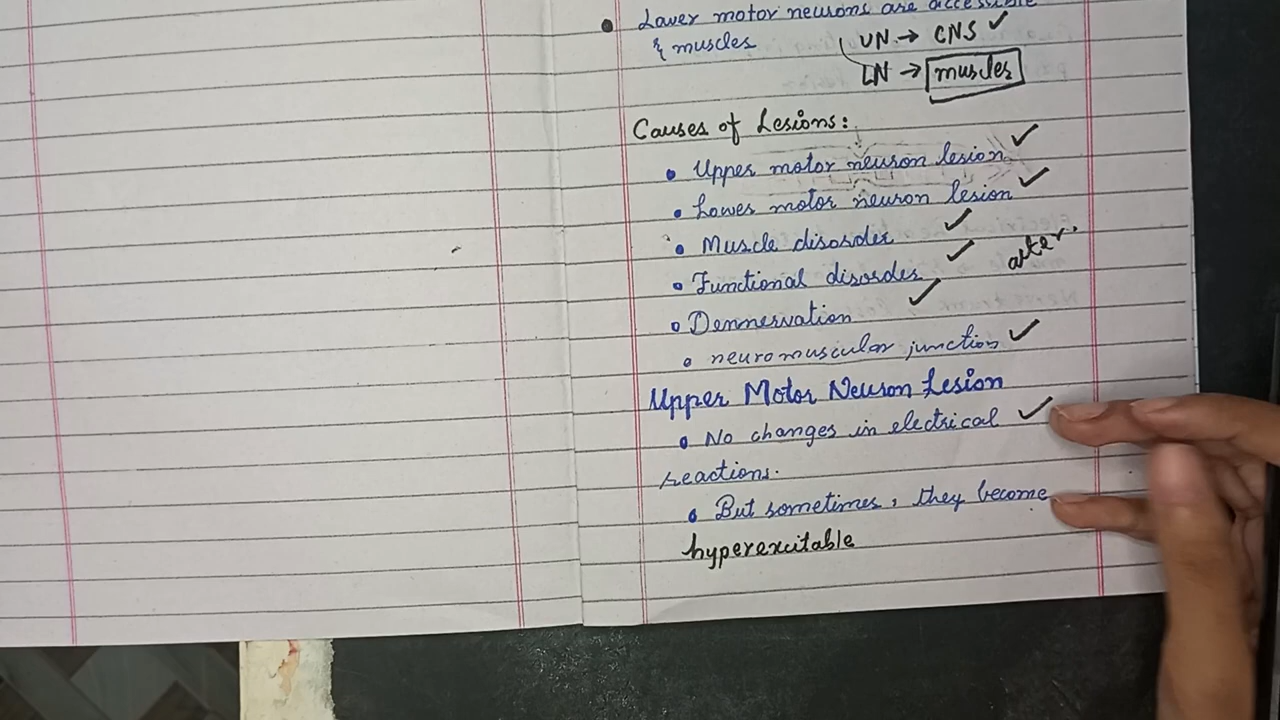 • Lower motor neurons are accessible
& muscles
UN → CNS ✓
LN → muscles
Causes of Lesions:
• Upper motor neuron lesion ✓
• Lower motor neuron lesion ✓
• Muscle disorder ✓
• Functional disorder ✓
alter.
• Dennervation ✓
• neuromuscular junction ✓
Upper Motor Neuron Lesion
• No changes in electrical ✓
reactions.
• But sometimes, they become
hyperexcitable